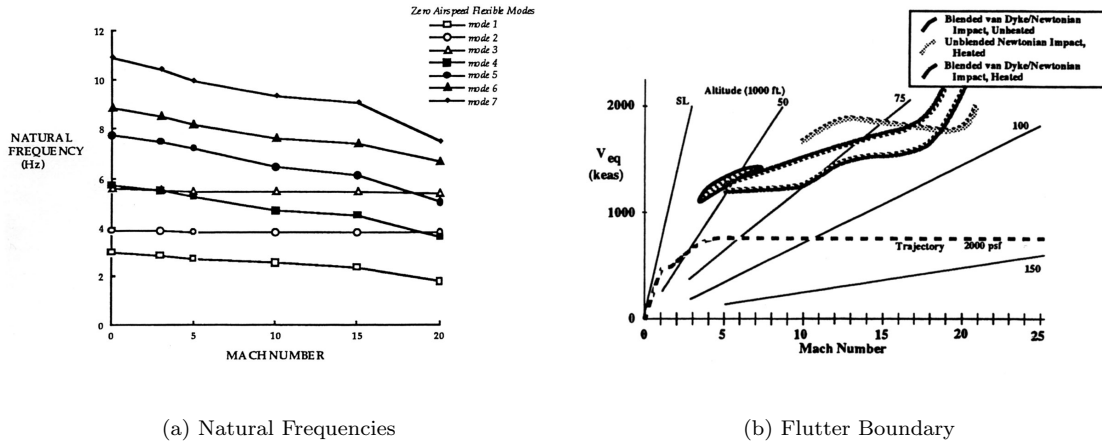 Zero Airspeed Flexible Modes
mode 1
mode 2
mode 3
mode 4
mode 5
mode 6
mode 7
12
10
8
6
4
2
0
NATURAL
FREQUENCY
(Hz)
0
5
10
15
20
MACH NUMBER
(a) Natural Frequencies
Blended van Dyke/Newtonian
Impact, Unheated
Unblended Newtonian Impact,
Heated
Blended van Dyke/Newtonian
Impact, Heated
Altitude (1000 ft.)
SL
50
75
100
150
2000
V eq
(keas)
1000
0
Trajectory 2000 psf
0
5
10
15
20
25
Mach Number
(b) Flutter Boundary